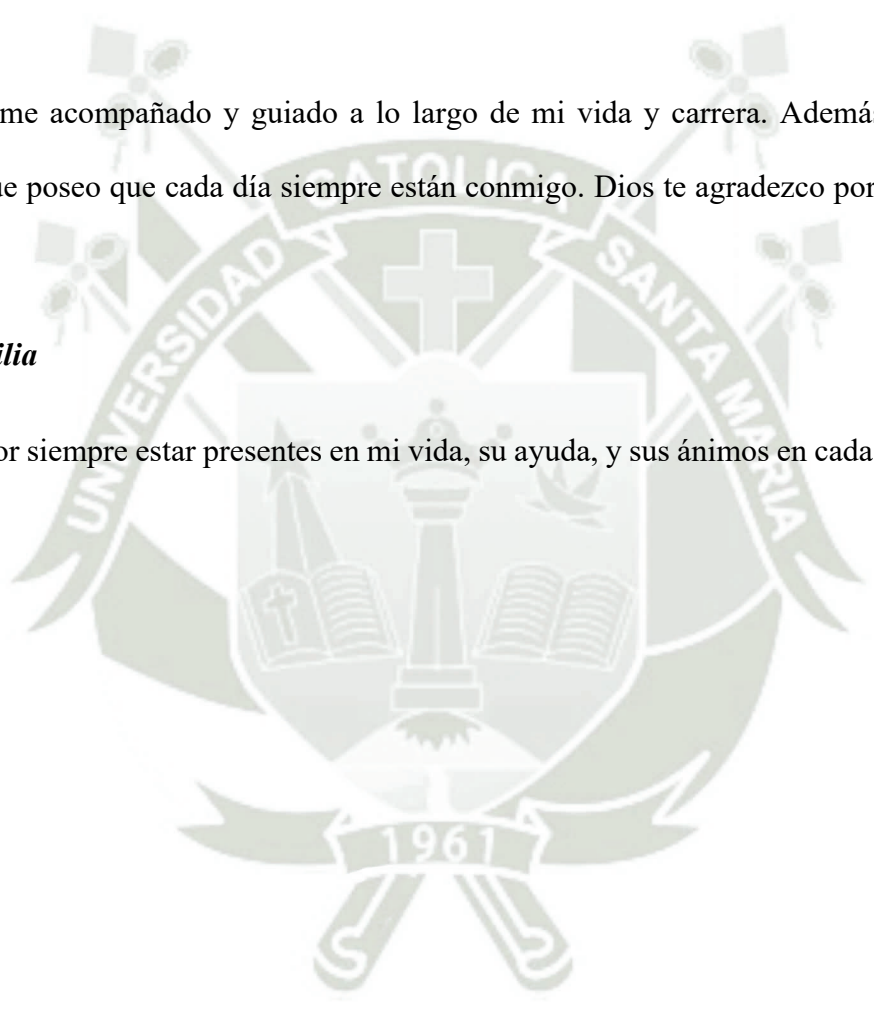 me acompañado y guiado a lo largo de mi vida y carrera. Además
poseo que cada día siempre están conmigo. Dios te agradezco por
ilia
or siempre estar presentes en mi vida, su ayuda, y sus ánimos en cada
UNIVERSIDAD CATOLICA SANTA MARIA
1961